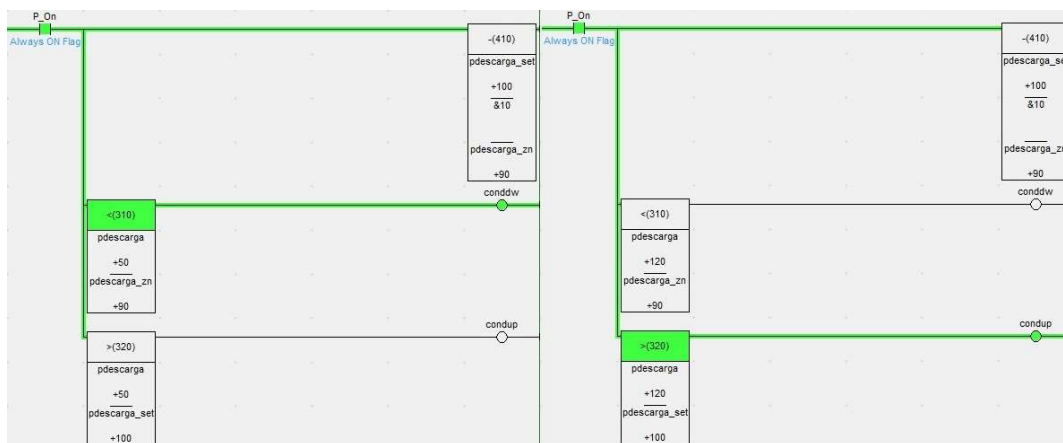 P_On
Always ON Flag
-(410)
pdescarga_set
+100
&10
pdescarga_zn
+90
conddw
<(310)
pdescarga
+50
pdescarga_zn
+90
condup
>(320)
pdescarga
+50
pdescarga_set
+100
P_On
Always ON Flag
-(410)
pdescarga_se
+100
&10
pdescarga_zn
+90
conddw
<(310)
pdescarga
+120
pdescarga_zn
+90
condup
>(320)
pdescarga
+120
pdescarga_set
+100